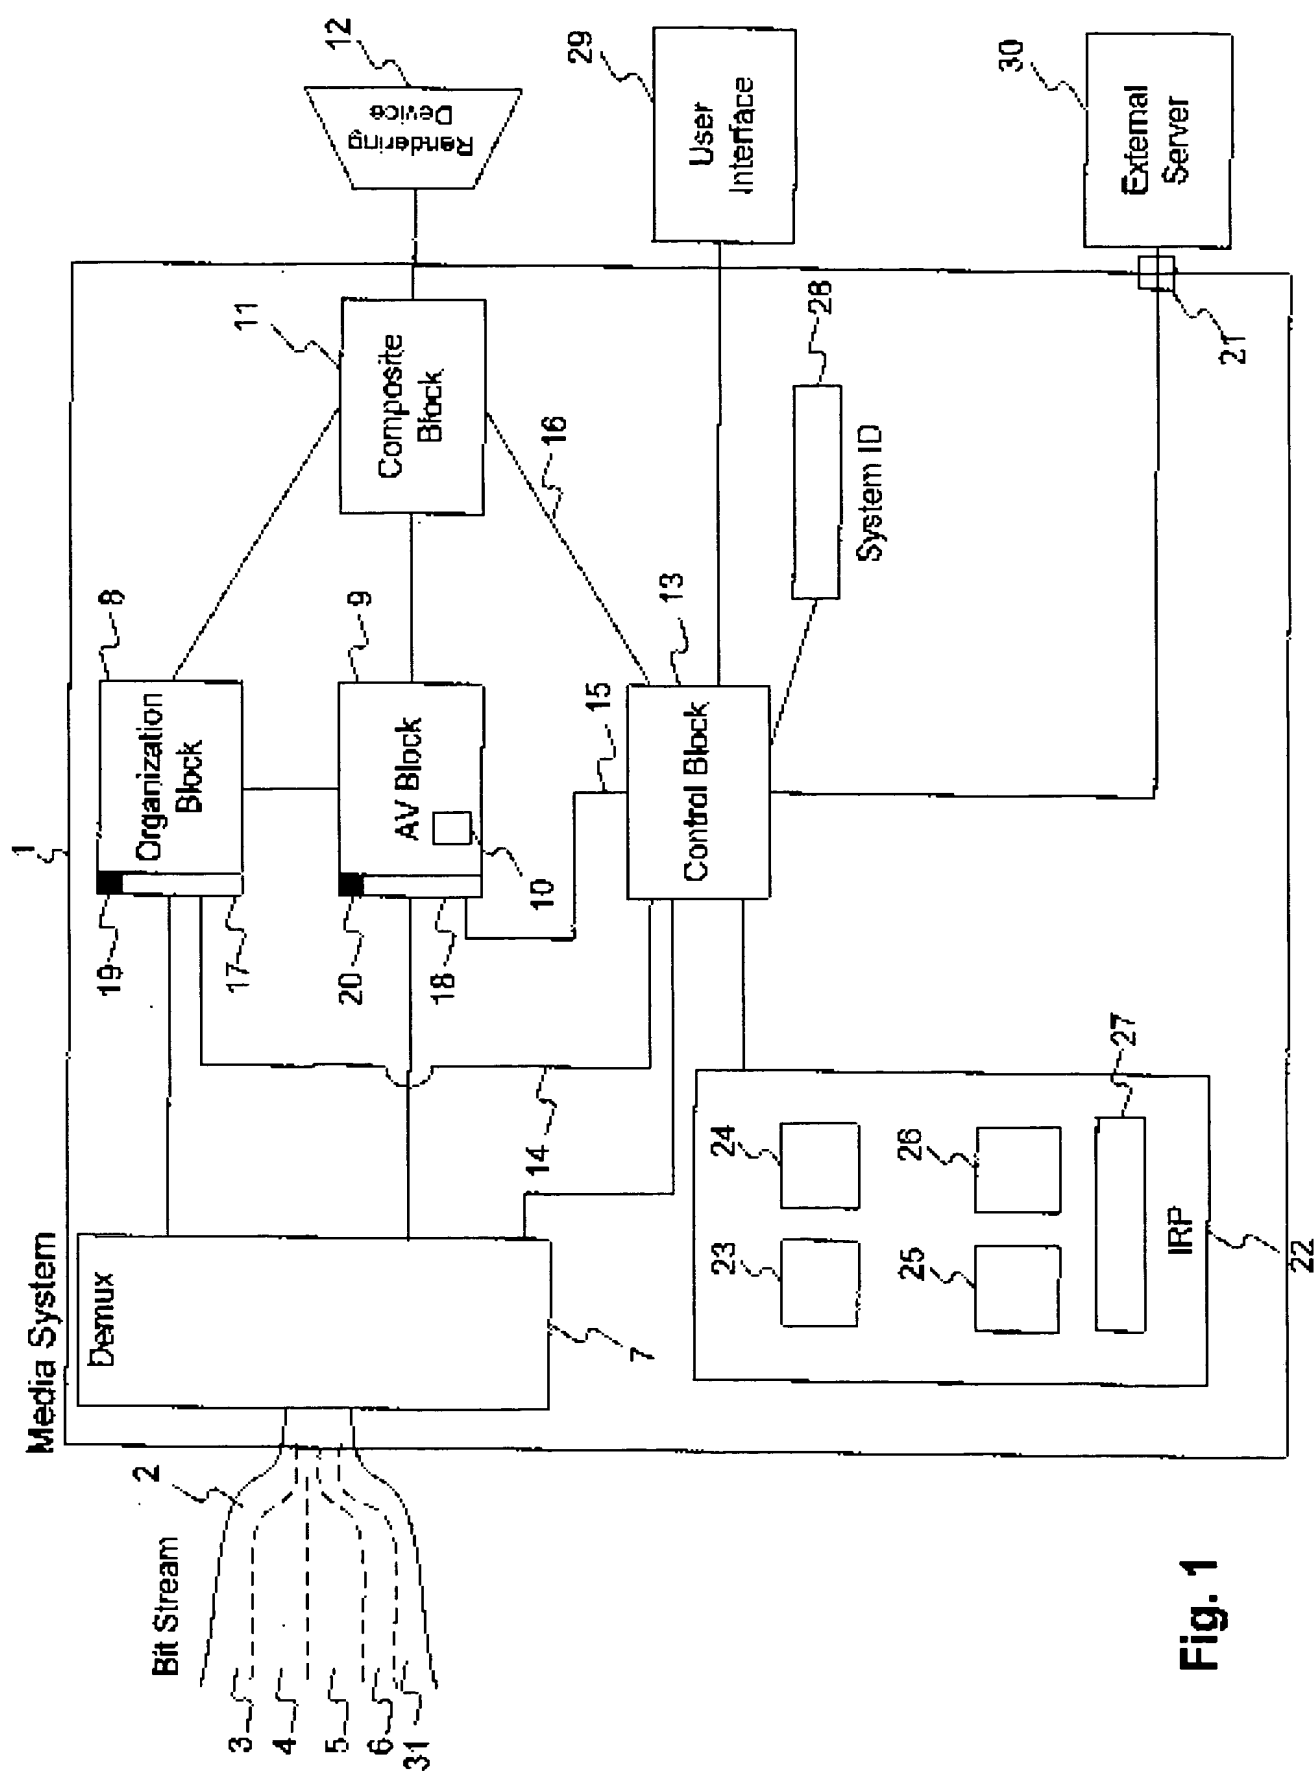 Media System
1
Bit Stream
2
3
4
5
6
31
Demux
7
19
17
Organization
Block
8
20
18
AV Block
9
10
14
15
16
Composite
Block
11
Rendering
Device
12
Control Block
13
User
Interface
29
External
Server
30
21
System ID
28
23
24
25
26
27
IRP
22
Fig. 1